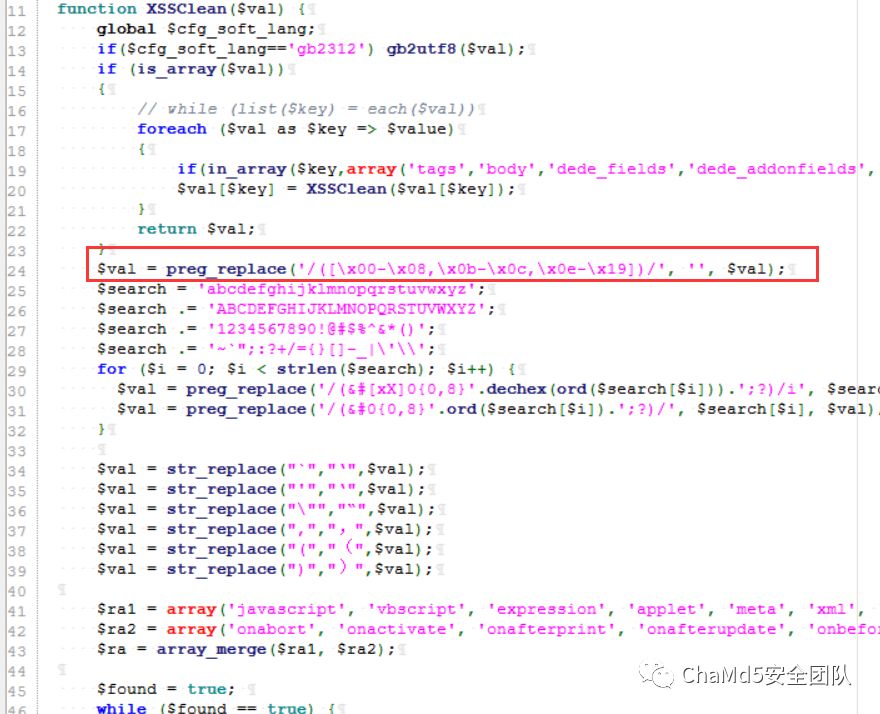 11 function XSSClean($val) {
12 global $cfg_soft_lang;
13 if($cfg_soft_lang=='gb2312') gb2utf8($val);
14 if (is_array($val))
15 {
16 // while (list($key) = each($val))
17 foreach ($val as $key => $value)
18 {
19 if(in_array($key,array('tags','body','dede_fields','dede_addonfields',
20 $val[$key] = XSSClean($val[$key]);
21 }
22 return $val;
23 }
24 $val = preg_replace('/([\x00-\x08,\x0b-\x0c,\x0e-\x19])/', '', $val);
25 $search = 'abcdefghijklmnopqrstuvwxyz';
26 $search .= 'ABCDEFGHIJKLMNOPQRSTUVWXYZ';
27 $search .= '1234567890!@#$%^&*()';
28 $search .= '~`";:?+/={}[]-_|\'\\';
29 for ($i = 0; $i < strlen($search); $i++) {
30 $val = preg_replace('/(&#[xX]0{0,8}'.dechex(ord($search[$i])).';?)/i', $sear
31 $val = preg_replace('/(&#0{0,8}'.ord($search[$i]).';?)/', $search[$i], $val)
32 }
33
34 $val = str_replace("`","‵",$val);
35 $val = str_replace("'","‵",$val);
36 $val = str_replace("\"","‶",$val);
37 $val = str_replace(",","，",$val);
38 $val = str_replace("(","（",$val);
39 $val = str_replace(")","）",$val);
40
41 $ra1 = array('javascript', 'vbscript', 'expression', 'applet', 'meta', 'xml',
42 $ra2 = array('onabort', 'onactivate', 'onafterprint', 'onafterupdate', 'onbefor
43 $ra = array_merge($ra1, $ra2);
44
45 $found = true;
46 while ($found == true) {
ChaMd5安全团队